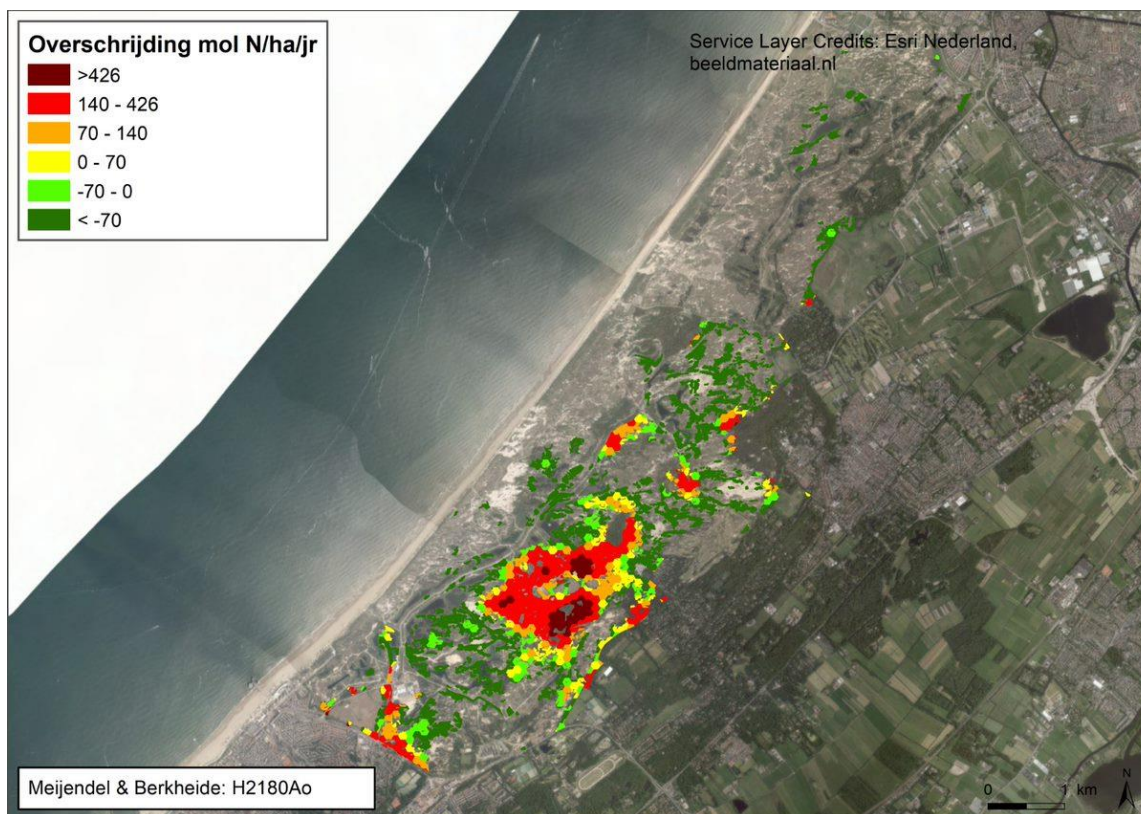 Overschrijding mol N/ha/jr
>426
140 - 426
70 - 140
0 - 70
-70 - 0
< -70
Service Layer Credits: Esri Nederland,
beeldmateriaal.nl
Meijendel & Berkheide: H2180Ao
N
0 1 km